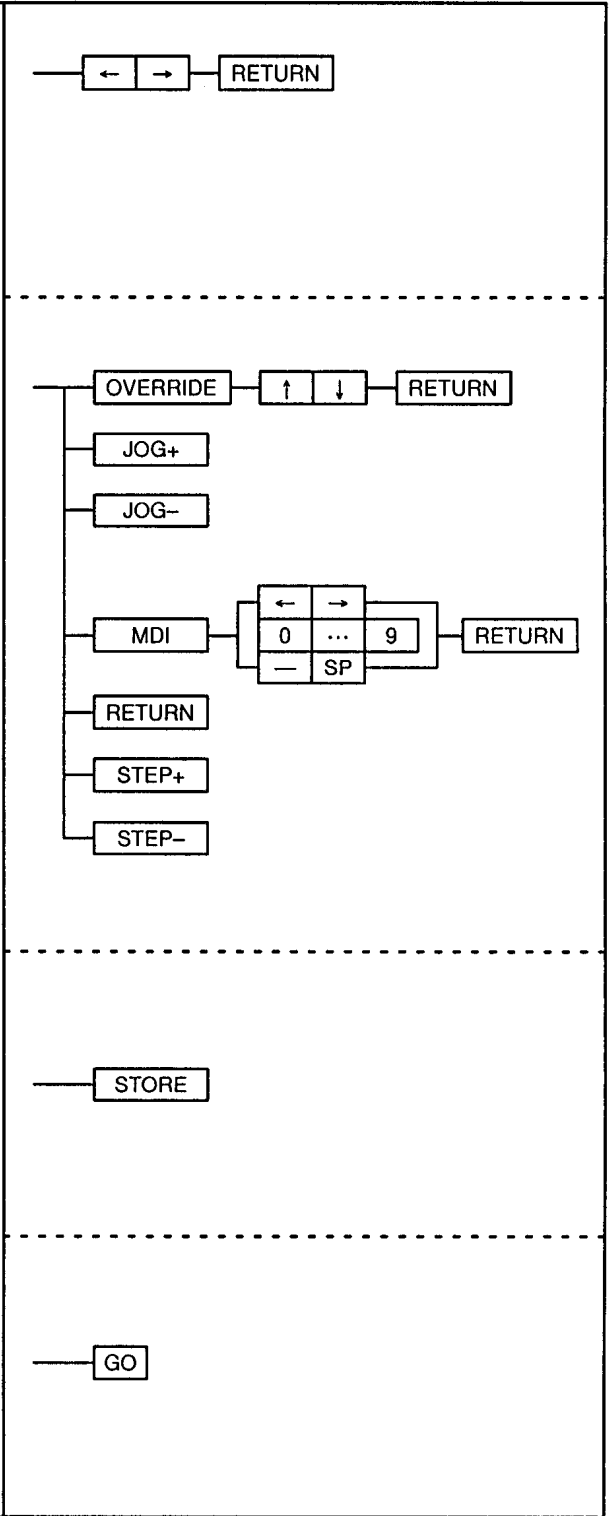 ← → RETURN
OVERRIDE ↑ ↓ RETURN
JOG+
JOG−
← →
MDI 0 ... 9 RETURN
— SP
RETURN
STEP+
STEP−
STORE
GO